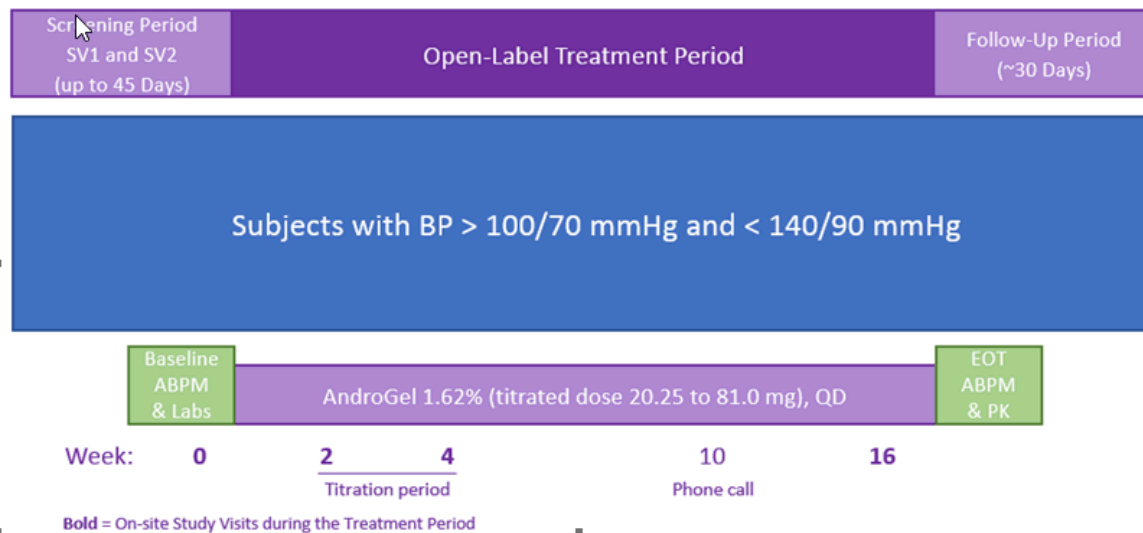 Screening Period
SV1 and SV2
(up to 45 Days)
Open-Label Treatment Period
Follow-Up Period
(~30 Days)
Subjects with BP > 100/70 mmHg and < 140/90 mmHg
Baseline
ABPM
& Labs
AndroGel 1.62% (titrated dose 20.25 to 81.0 mg), QD
EOT
ABPM
& PK
Week: 0 2 4 10 16
Titration period Phone call
Bold = On-site Study Visits during the Treatment Period